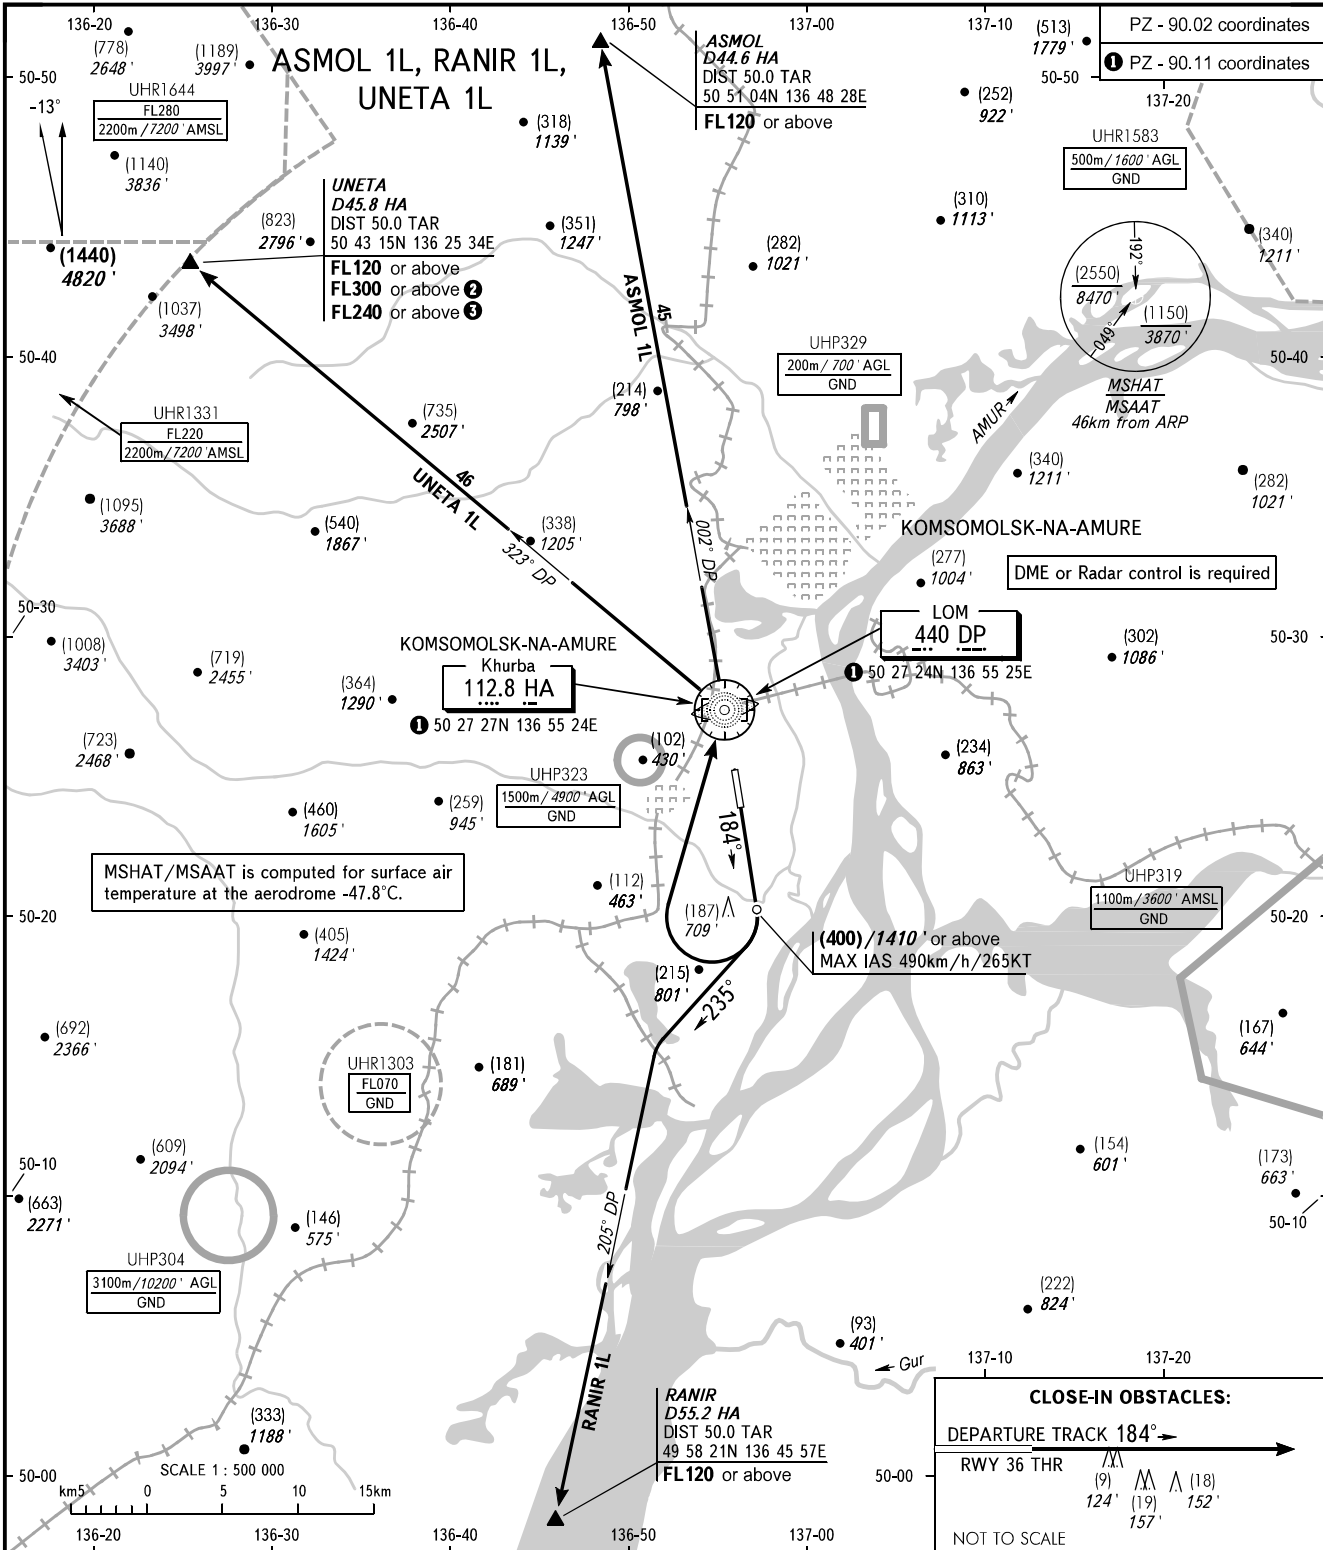 136-20
136-30
136-40
136-50
137-00
137-10
PZ - 90.02 coordinates
❶ PZ - 90.11 coordinates
ASMOL 1L, RANIR 1L,
UNETA 1L
(778)
2648 '
(1189)
3997 '
50-50
-13°
UHR1644
FL280
2200m/7200 ' AMSL
(1140)
3836 '
(318)
1139 '
ASMOL
D44.6 HA
DIST 50.0 TAR
50 51 04N 136 48 28E
FL120 or above
(513)
1779 '
50-50
137-20
(252)
922 '
UHR1583
500m/1600 ' AGL
GND
UNETA
D45.8 HA
DIST 50.0 TAR
50 43 15N 136 25 34E
FL120 or above
FL300 or above ❷
FL240 or above ❸
(823)
2796 '
(351)
1247 '
(282)
1021 '
(310)
1113 '
(340)
1211 '
(1440)
4820 '
(1037)
3498 '
192°
(2550)
8470 '
(1150)
3870 '
049°
MSHAT
MSAAT
46km from ARP
ASMOL 1L
45
50-40
50-40
UHP329
200m/ 700 ' AGL
GND
(214)
798 '
AMUR
UHR1331
FL220
2200m/7200 ' AMSL
(735)
2507 '
UNETA 1L
46
(340)
1211 '
(282)
1021 '
(1095)
3688 '
(540)
1867 '
(338)
1205 '
323° DP
002° DP
KOMSOMOLSK-NA-AMURE
(277)
1004 '
DME or Radar control is required
50-30
50-30
LOM
440 DP
❶ 50 27 24N 136 55 25E
(302)
1086 '
(1008)
3403 '
(719)
2455 '
KOMSOMOLSK-NA-AMURE
Khurba
112.8 HA
❶ 50 27 27N 136 55 24E
(364)
1290 '
(723)
2468 '
(102)
430 '
(234)
863 '
UHP323
1500m/4900 ' AGL
GND
(460)
1605 '
(259)
945 '
184°
MSHAT/MSAAT is computed for surface air
temperature at the aerodrome -47.8°C.
(112)
463 '
(187)
709 '
UHP319
1100m/3600 ' AMSL
GND
50-20
50-20
(400)/1410 ' or above
MAX IAS 490km/h/265KT
(405)
1424 '
(215)
801 '
235°
(692)
2366 '
(167)
644 '
UHR1303
FL070
GND
(181)
689 '
(609)
2094 '
50-10
(154)
601 '
(173)
663 '
50-10
(663)
2271 '
(146)
575 '
205° DP
UHP304
3100m/10200 ' AGL
GND
(222)
824 '
(93)
401 '
Gur
137-10
137-20
RANIR 1L
RANIR
D55.2 HA
DIST 50.0 TAR
49 58 21N 136 45 57E
FL120 or above
(333)
1188 '
SCALE 1 : 500 000
km5 0 5 10 15km
50-00
50-00
CLOSE-IN OBSTACLES:
DEPARTURE TRACK 184°
RWY 36 THR
(9)
124 '
(19)
157 '
(18)
152 '
NOT TO SCALE
136-20
136-30
136-40
136-50
137-00